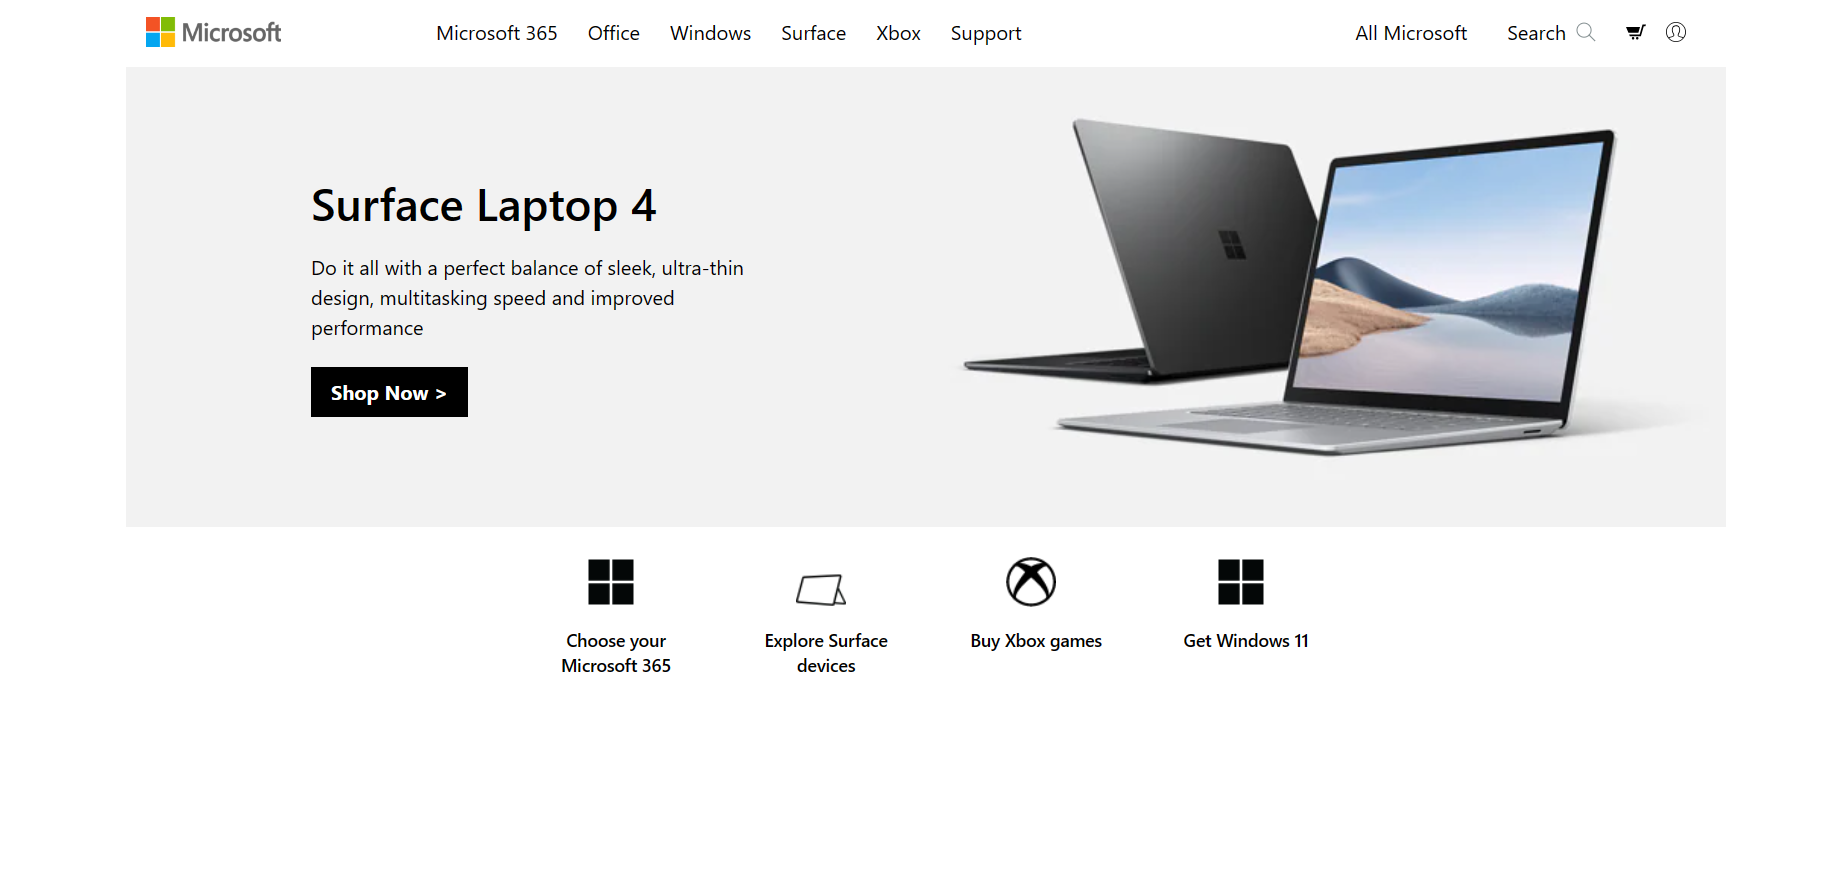 Microsoft
Microsoft 365
Office
Windows
Surface
Xbox
Support
All Microsoft
Search
Surface Laptop 4
Do it all with a perfect balance of sleek, ultra-thin
design, multitasking speed and improved
performance
Shop Now >
Choose your
Microsoft 365
Explore Surface
devices
Buy Xbox games
Get Windows 11